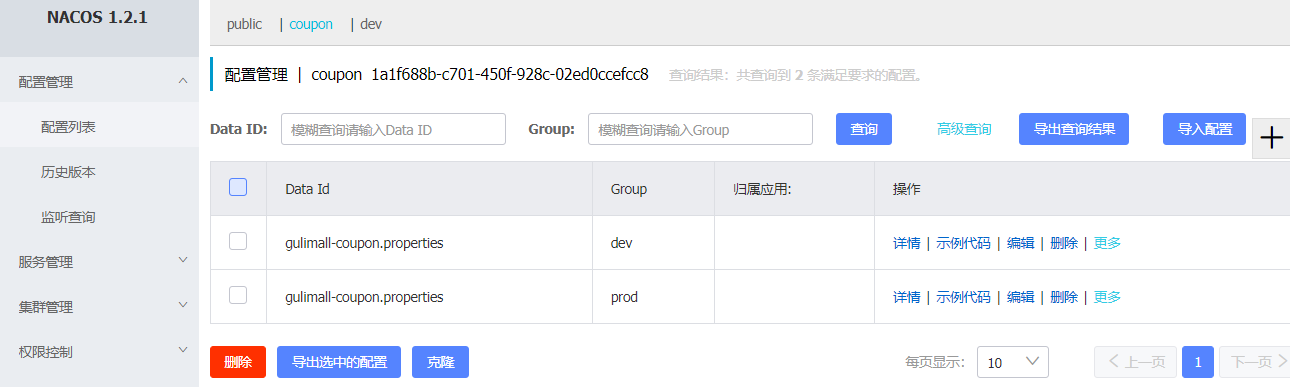 NACOS 1.2.1
public | coupon | dev
配置管理
配置列表
历史版本
监听查询
服务管理
集群管理
权限控制
配置管理 | coupon 1a1f688b-c701-450f-928c-02ed0ccefcc8 查询结果：共查询到 2 条满足要求的配置。
Data ID: 模糊查询请输入Data ID Group: 模糊查询请输入Group 查询 高级查询 导出查询结果 导入配置
Data Id Group 归属应用: 操作
gulimall-coupon.properties dev 详情 | 示例代码 | 编辑 | 删除 | 更多
gulimall-coupon.properties prod 详情 | 示例代码 | 编辑 | 删除 | 更多
删除 导出选中的配置 克隆 每页显示: 10 上一页 1 下一页